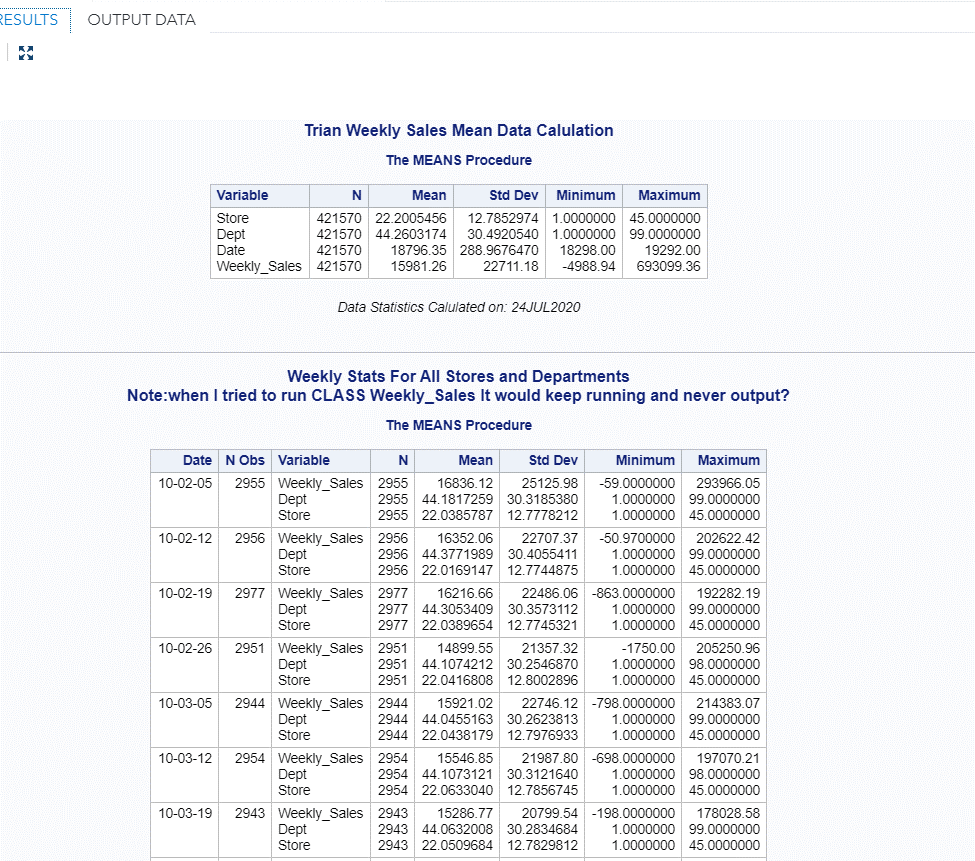 RESULTS OUTPUT DATA
Trian Weekly Sales Mean Data Calulation
The MEANS Procedure
Variable N Mean Std Dev Minimum Maximum
Store 421570 22.2005456 12.7852974 1.0000000 45.0000000
Dept 421570 44.2603174 30.4920540 1.0000000 99.0000000
Date 421570 18796.35 288.9676470 18298.00 19292.00
Weekly_Sales 421570 15981.26 22711.18 -4988.94 693099.36
Data Statistics Calulated on: 24JUL2020
Weekly Stats For All Stores and Departments
Note:when I tried to run CLASS Weekly_Sales It would keep running and never output?
The MEANS Procedure
Date N Obs Variable N Mean Std Dev Minimum Maximum
10-02-05 2955 Weekly_Sales 2955 16836.12 25125.98 -59.0000000 293966.05
Dept 2955 44.1817259 30.3185380 1.0000000 99.0000000
Store 2955 22.0385787 12.7778212 1.0000000 45.0000000
10-02-12 2956 Weekly_Sales 2956 16352.06 22707.37 -50.9700000 202622.42
Dept 2956 44.3771989 30.4055411 1.0000000 99.0000000
Store 2956 22.0169147 12.7744875 1.0000000 45.0000000
10-02-19 2977 Weekly_Sales 2977 16216.66 22486.06 -863.0000000 192282.19
Dept 2977 44.3053409 30.3573112 1.0000000 99.0000000
Store 2977 22.0389654 12.7745321 1.0000000 45.0000000
10-02-26 2951 Weekly_Sales 2951 14899.55 21357.32 -1750.00 205250.96
Dept 2951 44.1074212 30.2546870 1.0000000 98.0000000
Store 2951 22.0416808 12.8002896 1.0000000 45.0000000
10-03-05 2944 Weekly_Sales 2944 15921.02 22746.12 -798.0000000 214383.07
Dept 2944 44.0455163 30.2623813 1.0000000 99.0000000
Store 2944 22.0438179 12.7976933 1.0000000 45.0000000
10-03-12 2954 Weekly_Sales 2954 15546.85 21987.80 -698.0000000 197070.21
Dept 2954 44.1073121 30.3121640 1.0000000 98.0000000
Store 2954 22.0633040 12.7856745 1.0000000 45.0000000
10-03-19 2943 Weekly_Sales 2943 15286.77 20799.54 -198.0000000 178028.58
Dept 2943 44.0632008 30.2834684 1.0000000 99.0000000
Store 2943 22.0509684 12.7829812 1.0000000 45.0000000